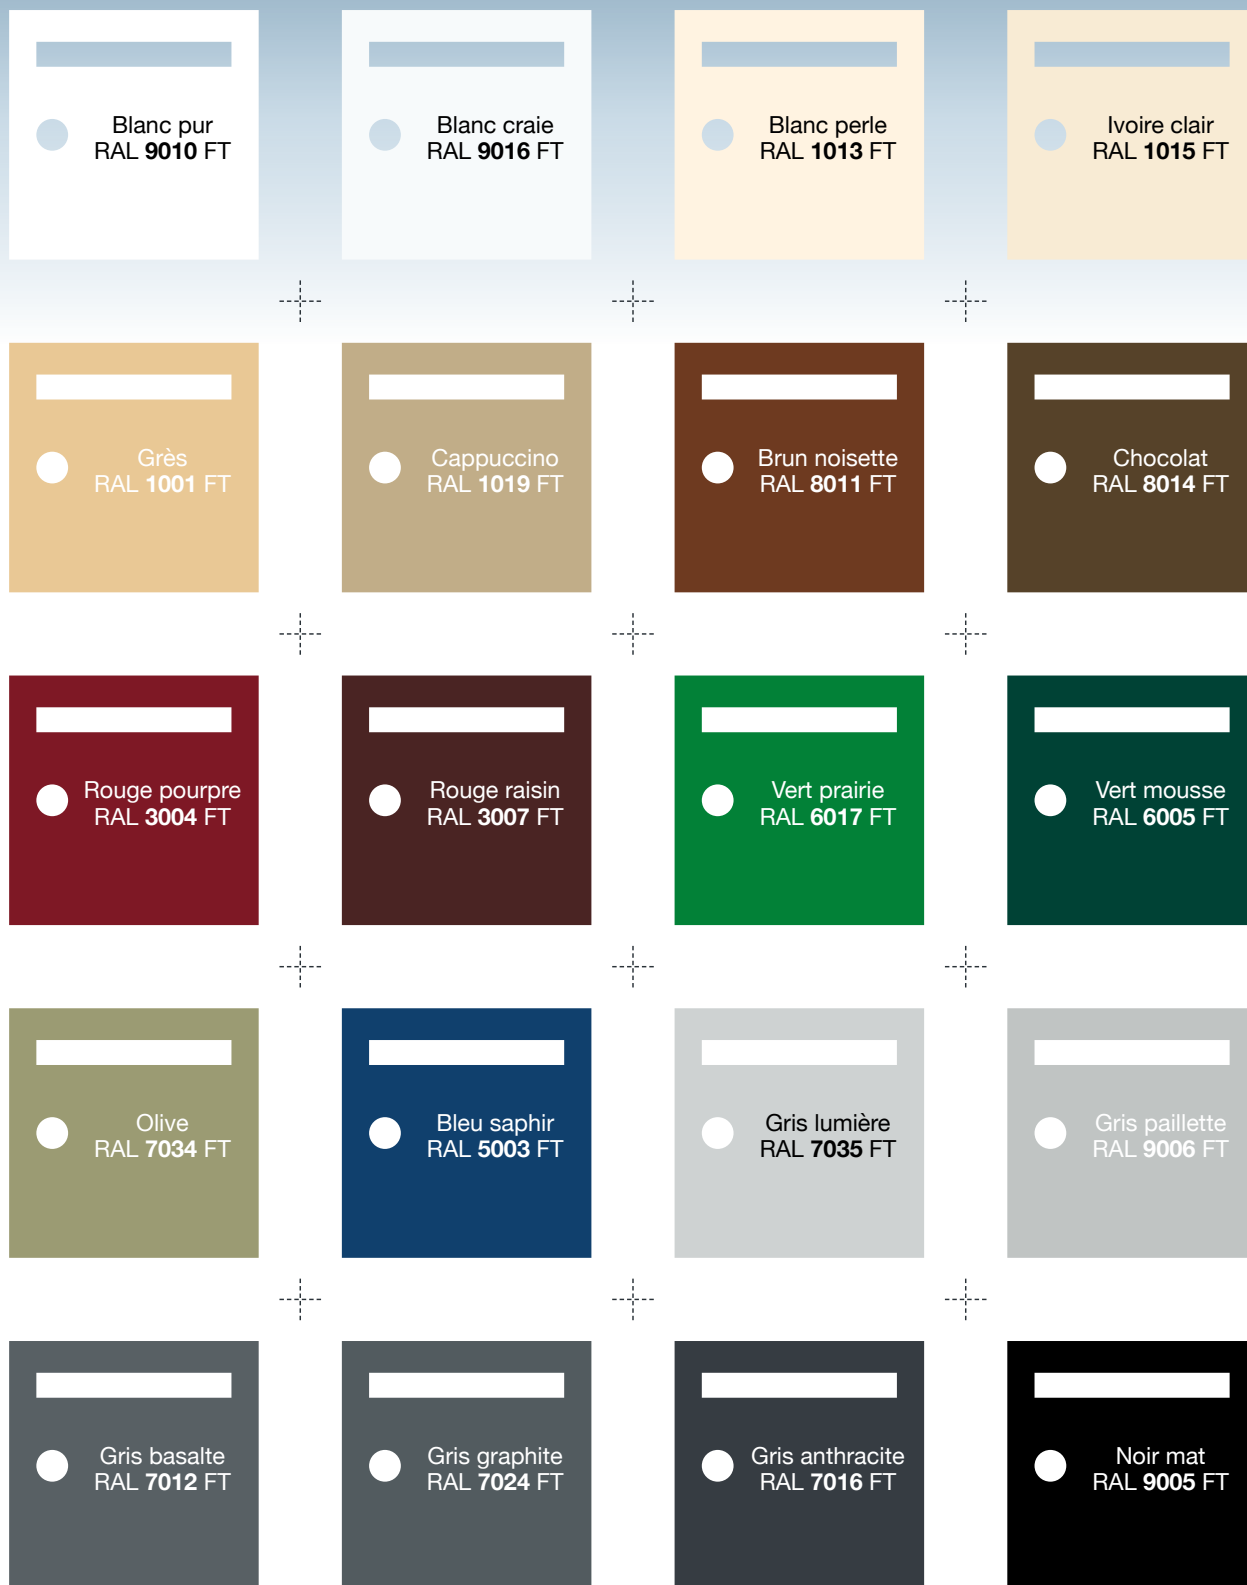 Blanc pur
RAL 9010 FT
Blanc craie
RAL 9016 FT
Blanc perle
RAL 1013 FT
Ivoire clair
RAL 1015 FT
Grès
RAL 1001 FT
Cappuccino
RAL 1019 FT
Brun noisette
RAL 8011 FT
Chocolat
RAL 8014 FT
Rouge pourpre
RAL 3004 FT
Rouge raisin
RAL 3007 FT
Vert prairie
RAL 6017 FT
Vert mousse
RAL 6005 FT
Olive
RAL 7034 FT
Bleu saphir
RAL 5003 FT
Gris lumière
RAL 7035 FT
Gris paillette
RAL 9006 FT
Gris basalte
RAL 7012 FT
Gris graphite
RAL 7024 FT
Gris anthracite
RAL 7016 FT
Noir mat
RAL 9005 FT